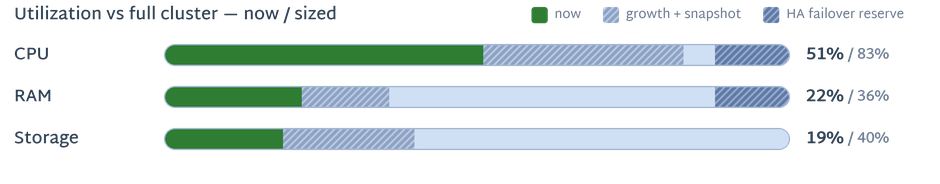 Utilization vs full cluster — now / sized now growth + snapshot HA failover reserve
CPU 51% / 83%
RAM 22% / 36%
Storage 19% / 40%